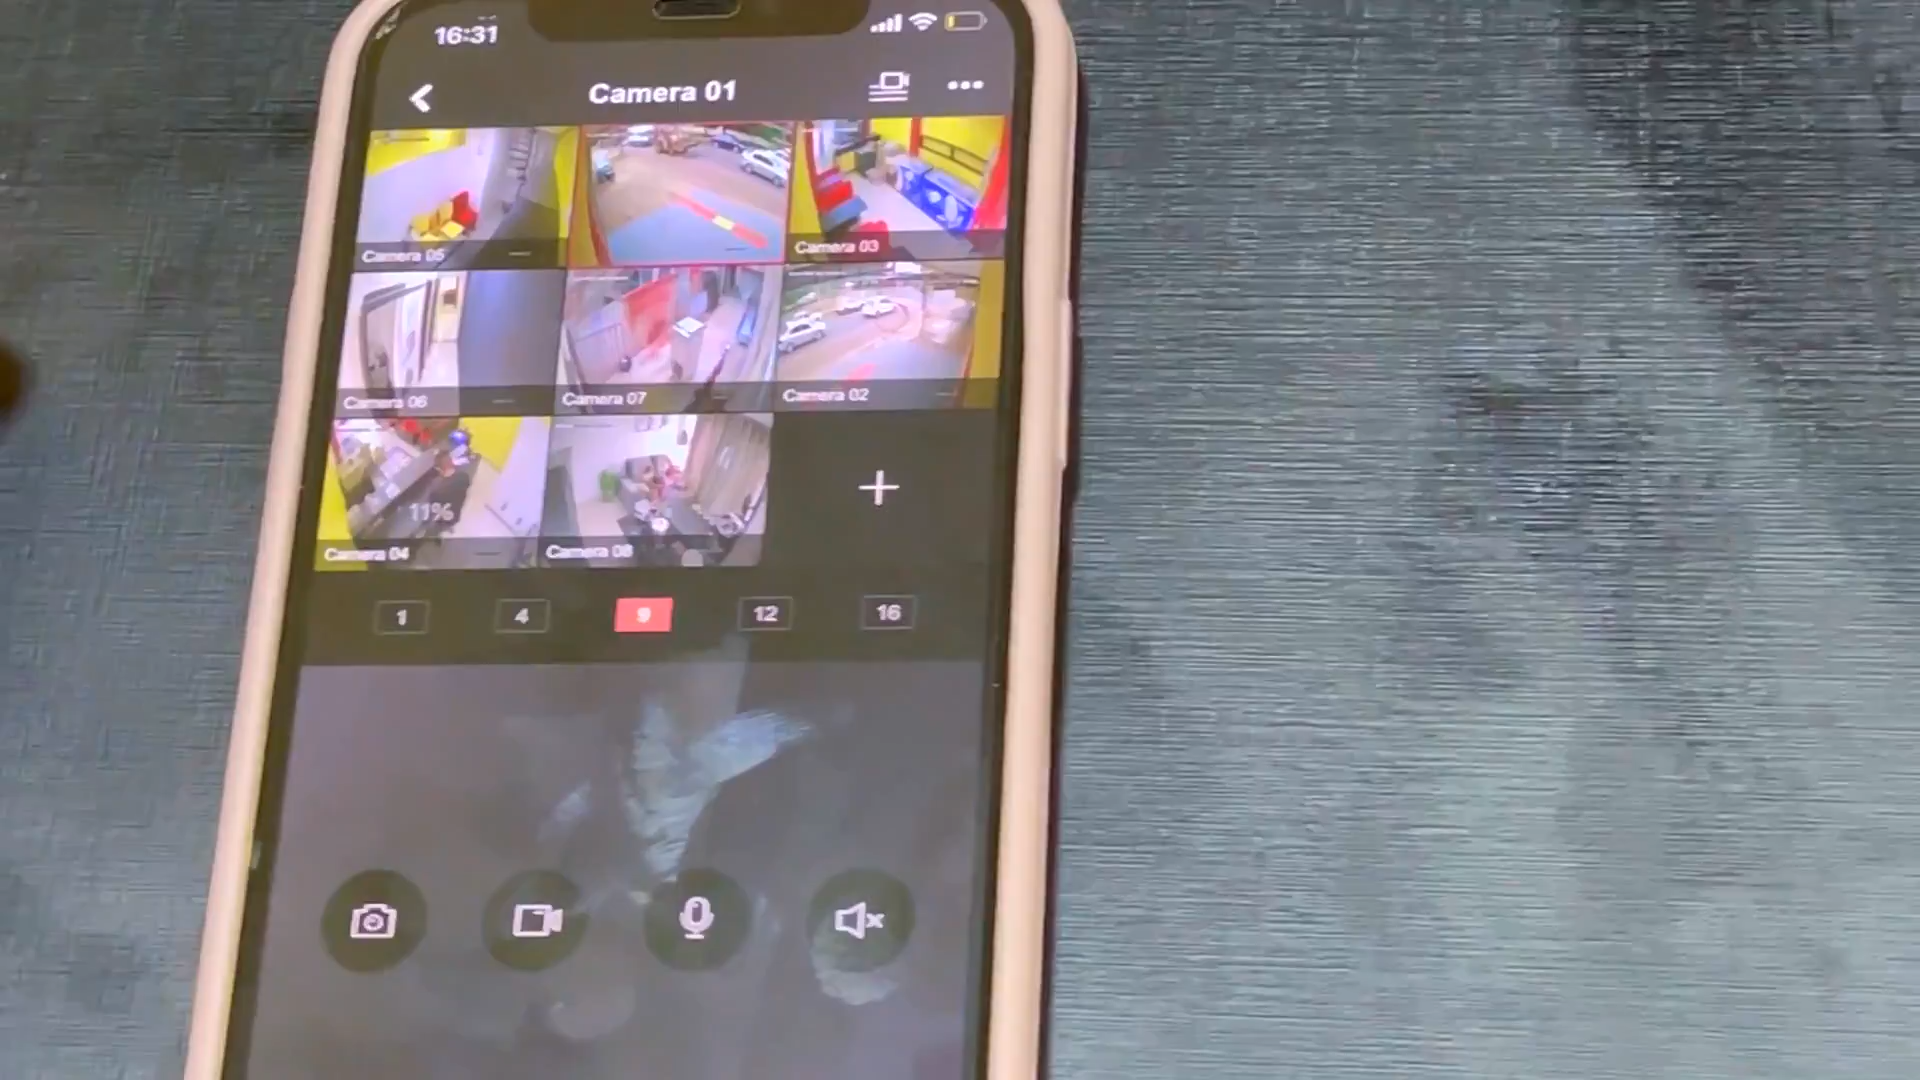 16:31
Camera 01
Camera 05
Camera 03
Camera 06
Camera 07
Camera 02
11%
Camera 04
Camera 08
1
4
9
12
16